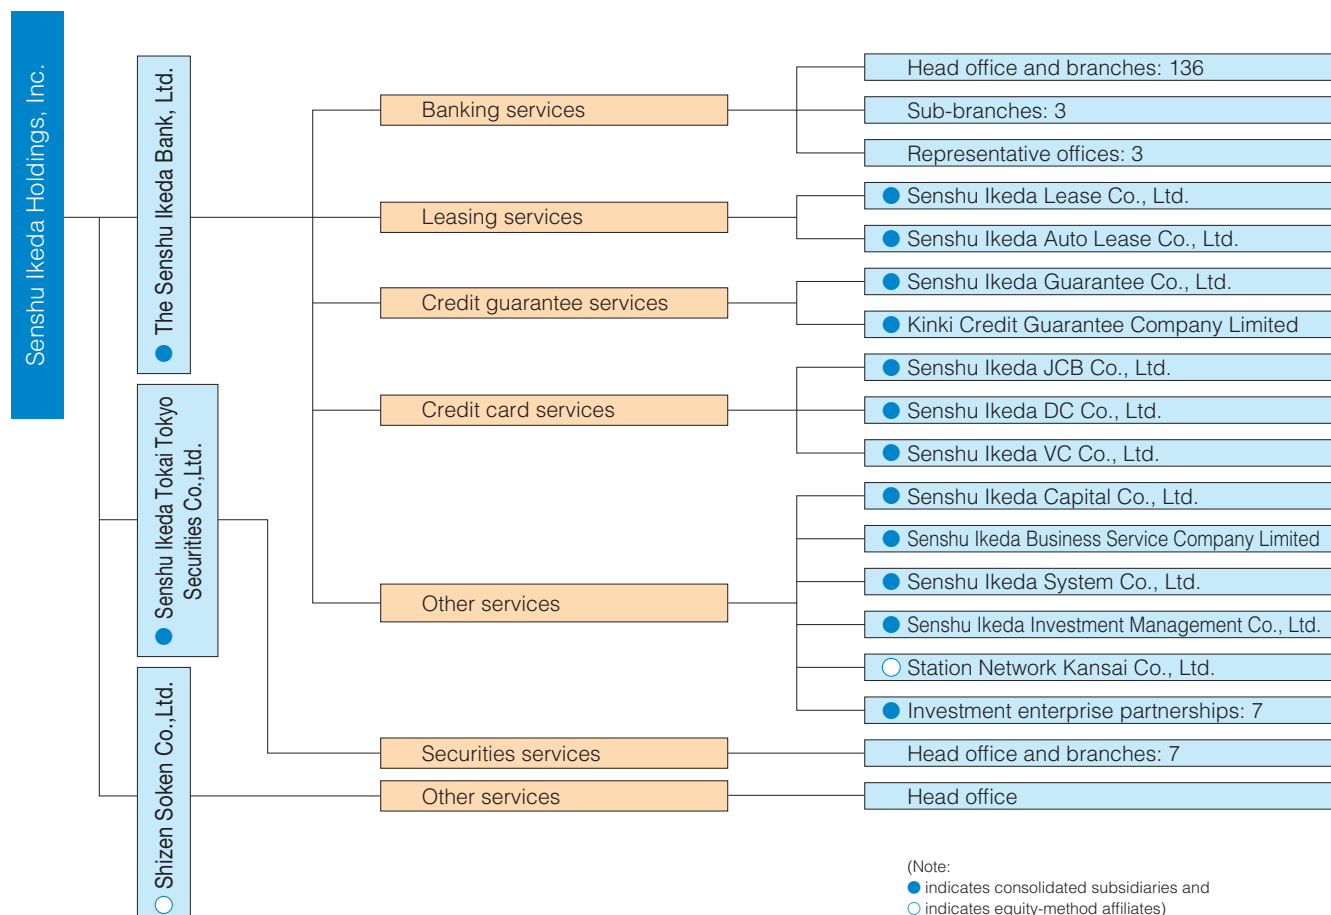 Senshu Ikeda Holdings, Inc.
● The Senshu Ikeda Bank, Ltd.
Banking services
Head office and branches: 136
Sub-branches: 3
Representative offices: 3
Leasing services
● Senshu Ikeda Lease Co., Ltd.
● Senshu Ikeda Auto Lease Co., Ltd.
Credit guarantee services
● Senshu Ikeda Guarantee Co., Ltd.
● Kinki Credit Guarantee Company Limited
Credit card services
● Senshu Ikeda JCB Co., Ltd.
● Senshu Ikeda DC Co., Ltd.
● Senshu Ikeda VC Co., Ltd.
Other services
● Senshu Ikeda Capital Co., Ltd.
● Senshu Ikeda Business Service Company Limited
● Senshu Ikeda System Co., Ltd.
● Senshu Ikeda Investment Management Co., Ltd.
○ Station Network Kansai Co., Ltd.
● Investment enterprise partnerships: 7
● Senshu Ikeda Tokai Tokyo
Securities Co.,Ltd.
Securities services
Head office and branches: 7
○ Shizen Soken Co.,Ltd.
Other services
Head office
(Note:
● indicates consolidated subsidiaries and
○ indicates equity-method affiliates)